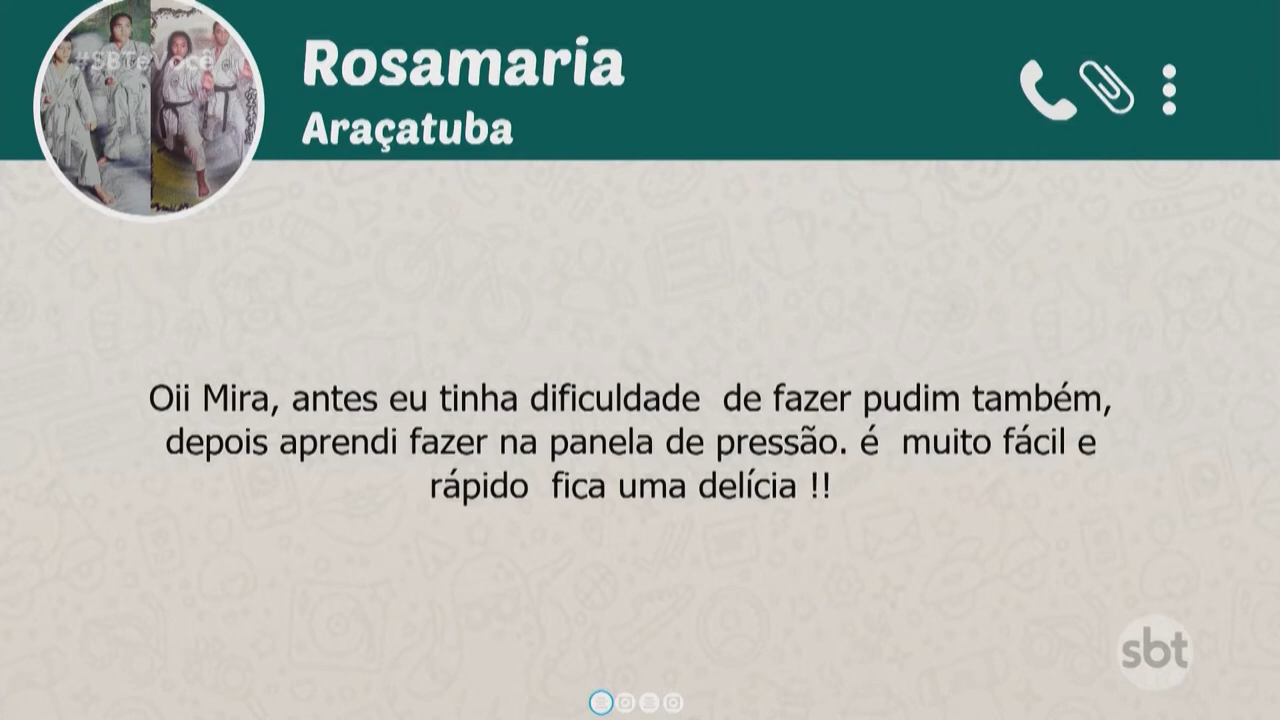 #SBTéVocê
Rosamaria
Araçatuba
Oii Mira, antes eu tinha dificuldade  de fazer pudim também,
depois aprendi fazer na panela de pressão. é  muito fácil e
rápido  fica uma delícia !!
sbt